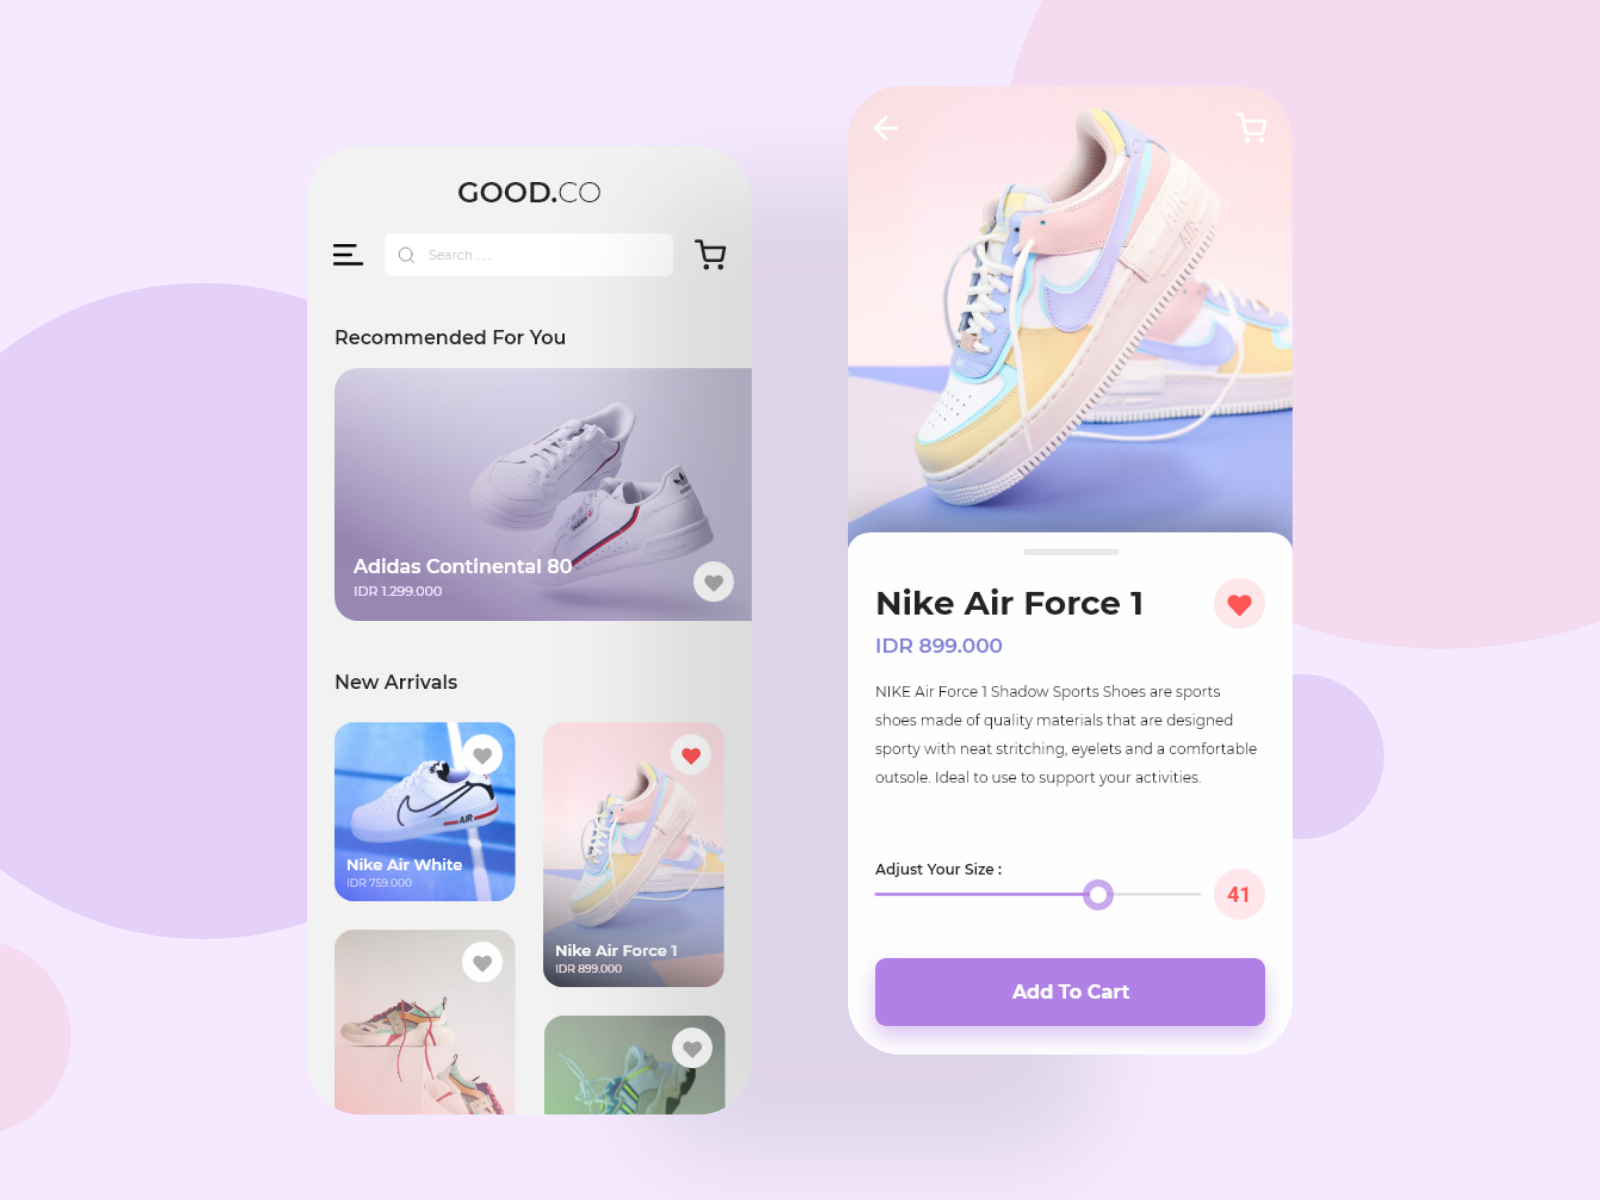 GOOD.CO
Search . . .
Recommended For You
Adidas Continental 80
IDR 1.299.000
New Arrivals
AIR
Nike Air White
IDR 759.000
Nike Air Force 1
IDR 899.000
Nike Air Force 1
IDR 899.000
NIKE Air Force 1 Shadow Sports Shoes are sports
shoes made of quality materials that are designed
sporty with neat stritching, eyelets and a comfortable
outsole. Ideal to use to support your activities.
Adjust Your Size :
41
Add To Cart